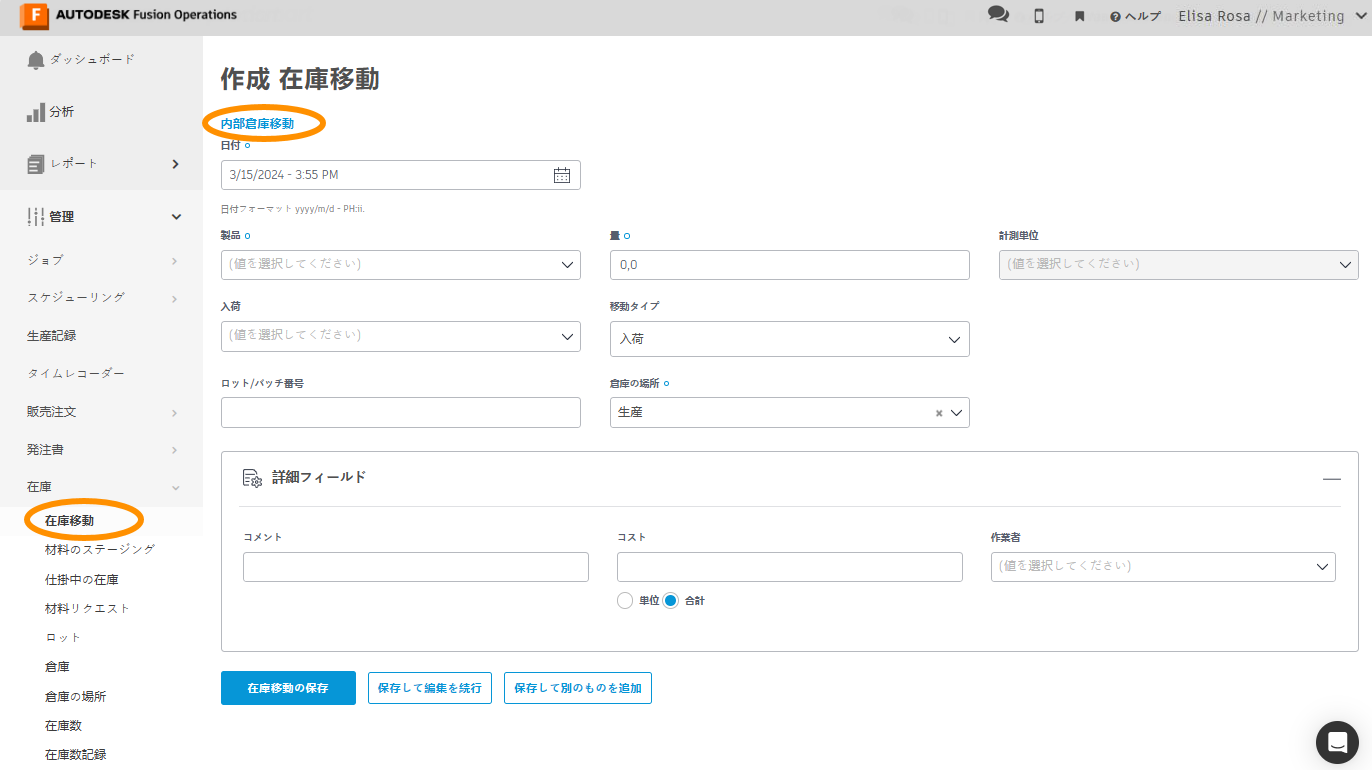 AUTODESK Fusion Operations
ヘルプ
Elisa Rosa // Marketing
ダッシュボード
分析
レポート
管理
ジョブ
スケジューリング
生産記録
タイムレコーダー
販売注文
発注書
在庫
在庫移動
材料のステージング
仕掛中の在庫
材料リクエスト
ロット
倉庫
倉庫の場所
在庫数
在庫数記録
作成 在庫移動
内部倉庫移動
日付
3/15/2024 - 3:55 PM
日付フォーマット yyyy/m/d - PH:ii.
製品
(値を選択してください)
量
0,0
計測単位
(値を選択してください)
入荷
(値を選択してください)
移動タイプ
入荷
ロット/バッチ番号
倉庫の場所
生産
詳細フィールド
コメント
コスト
単位 合計
作業者
(値を選択してください)
在庫移動の保存
保存して編集を続行
保存して別のものを追加